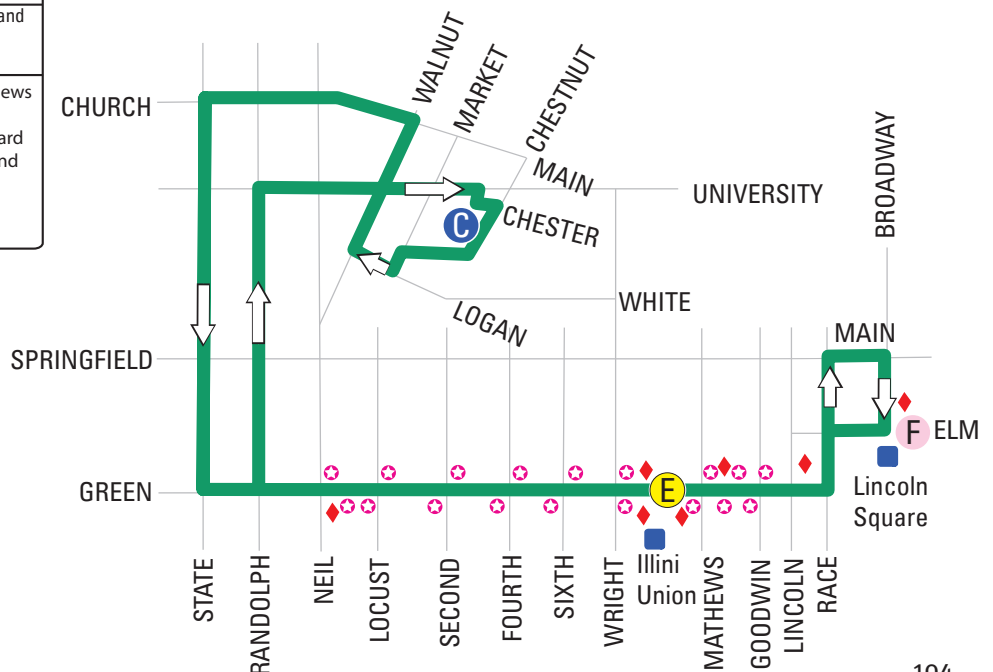 and
ews
ard
nd
WALNUT
MARKET
CHESTNUT
CHURCH
MAIN
UNIVERSITY
BROADWAY
C
CHESTER
WHITE
LOGAN
MAIN
SPRINGFIELD
F
ELM
E
GREEN
Lincoln
Square
STATE
RANDOLPH
NEIL
LOCUST
SECOND
FOURTH
SIXTH
WRIGHT
Illini
Union
MATHEWS
GOODWIN
LINCOLN
RACE